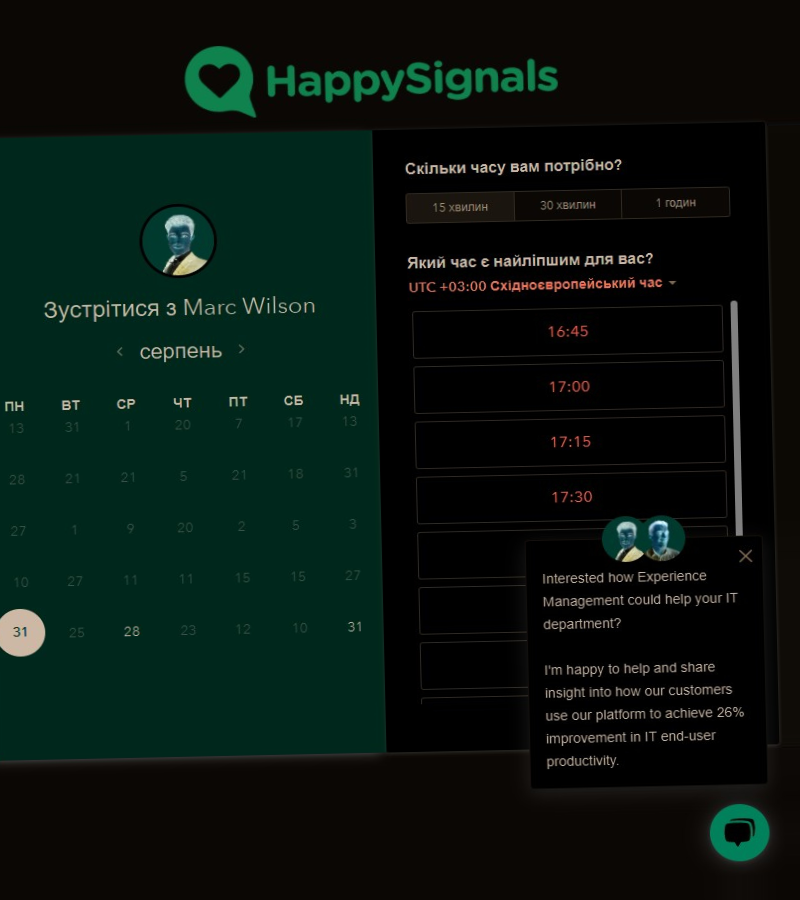 HappySignals
Зустрітися з Marc Wilson
серпень
ПН ВТ СР ЧТ ПТ СБ НД
13 31 1 20 7 17 13
28 21 21 5 21 18 31
27 1 9 20 2 5 3
10 27 11 11 15 15 27
31 25 28 23 12 10 31
Скільки часу вам потрібно?
15 хвилин 30 хвилин 1 годин
Який час є найліпшим для вас?
UTC +03:00 Східноєвропейський час
16:45
17:00
17:15
17:30
Interested how Experience
Management could help your IT
department?
I'm happy to help and share
insight into how our customers
use our platform to achieve 26%
improvement in IT end-user
productivity.